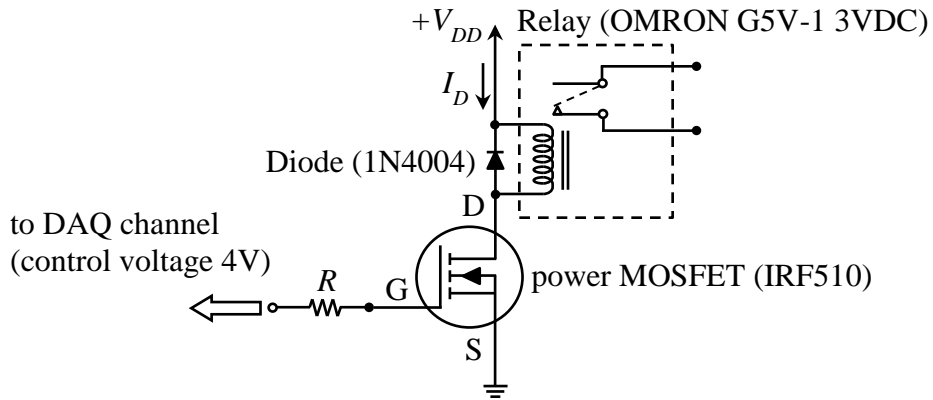 +V_DD
Relay (OMRON G5V-1 3VDC)
I_D
Diode (1N4004)
D
to DAQ channel
(control voltage 4V)
R
G
power MOSFET (IRF510)
S